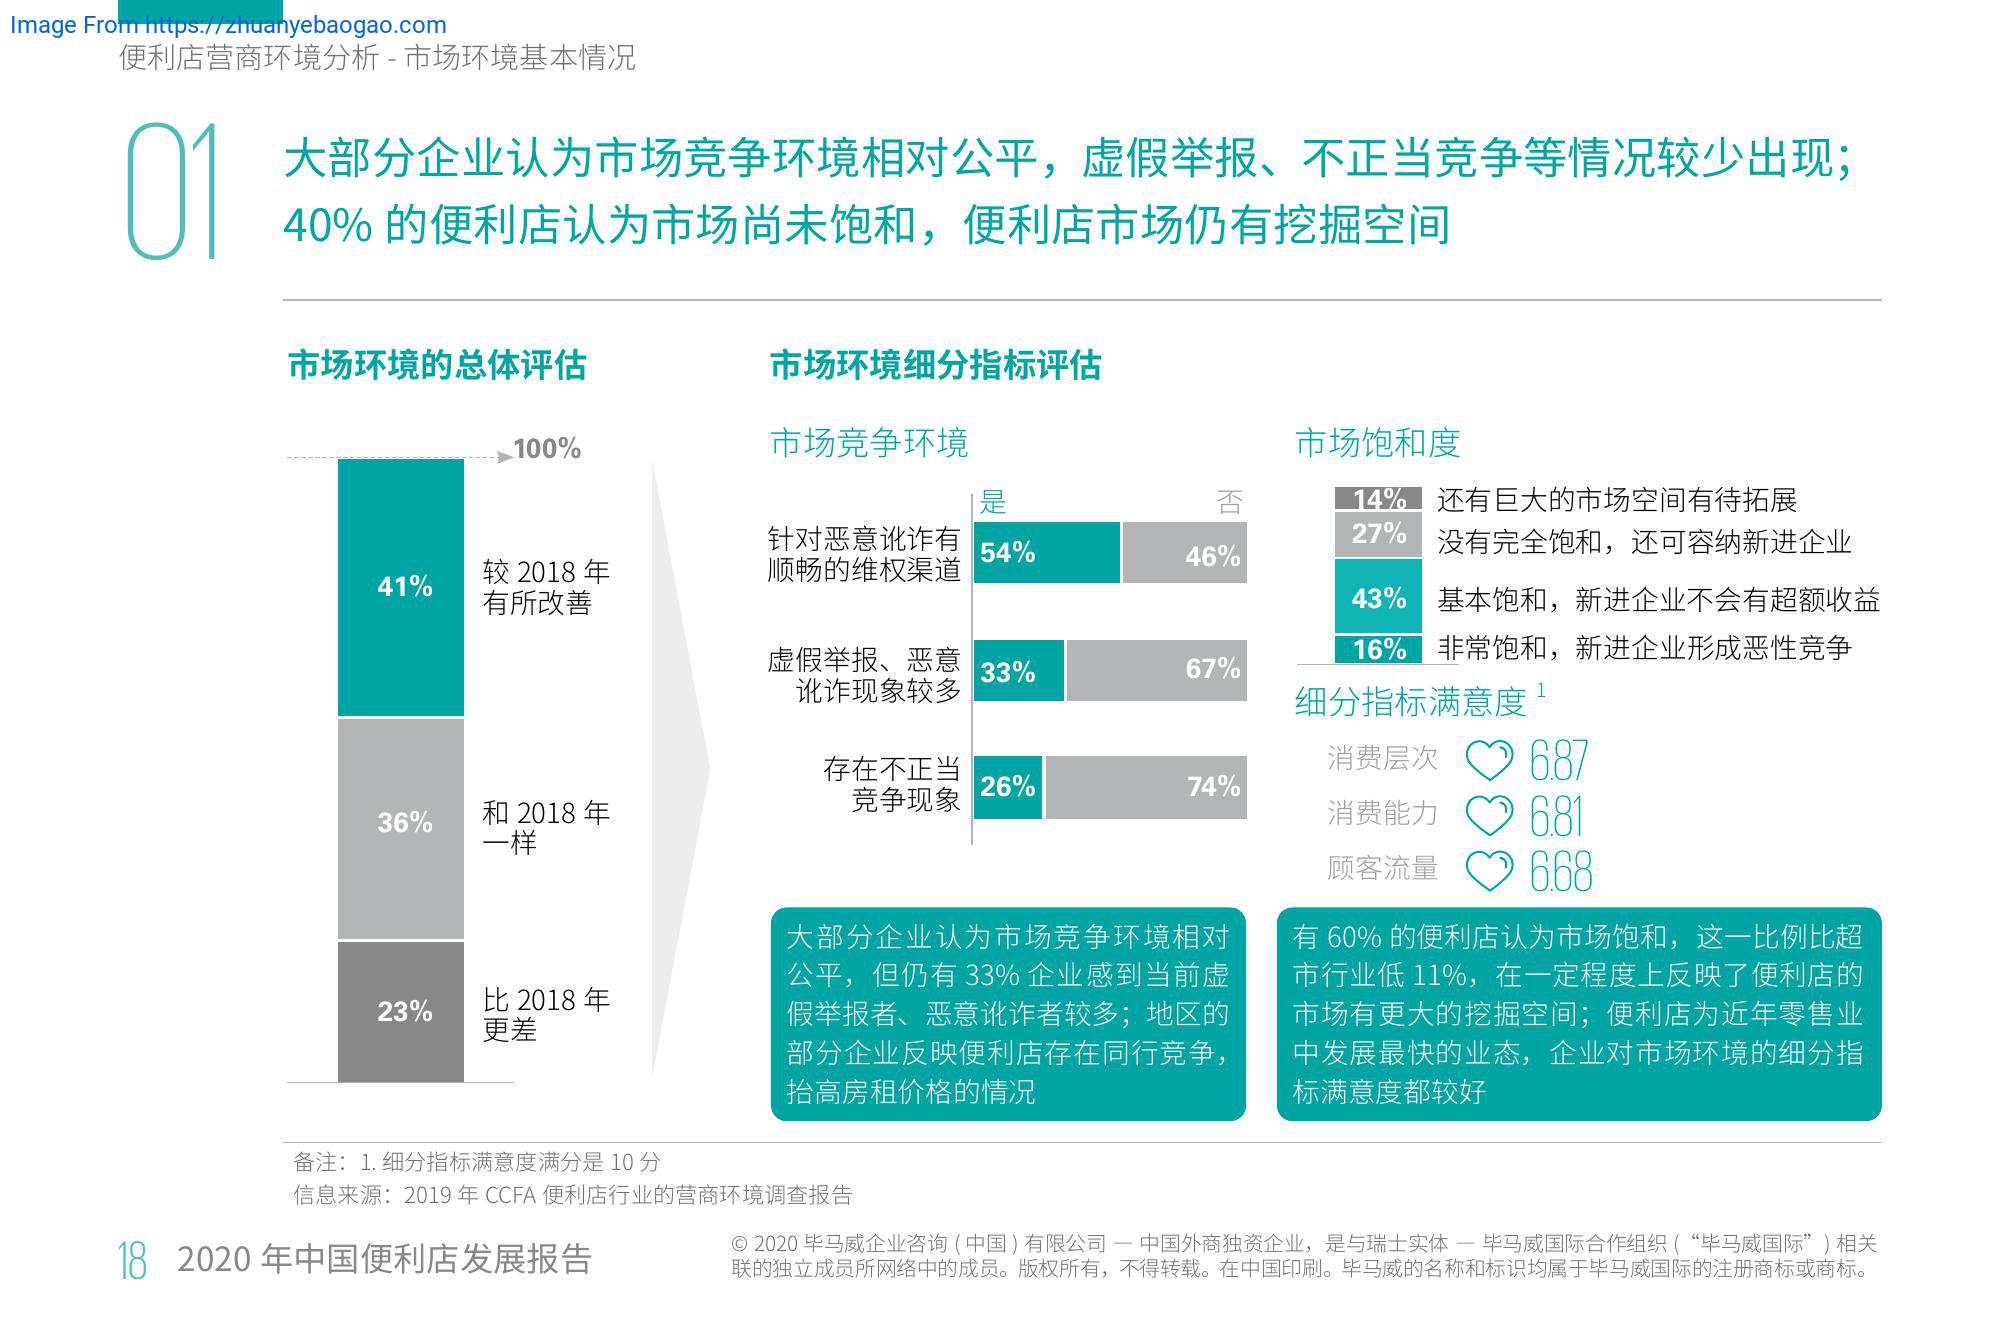 Image From https://zhuanyebaogao.com
便利店营商环境分析 - 市场环境基本情况
01
大部分企业认为市场竞争环境相对公平，虚假举报、不正当竞争等情况较少出现；
40% 的便利店认为市场尚未饱和，便利店市场仍有挖掘空间
市场环境的总体评估
100%
41%
较 2018 年
有所改善
36%
和 2018 年
一样
23%
比 2018 年
更差
市场环境细分指标评估
市场竞争环境
是
否
针对恶意讹诈有
顺畅的维权渠道
54%
46%
虚假举报、恶意
讹诈现象较多
33%
67%
存在不正当
竞争现象
26%
74%
市场饱和度
14%
还有巨大的市场空间有待拓展
27%
没有完全饱和，还可容纳新进企业
43%
基本饱和，新进企业不会有超额收益
16%
非常饱和，新进企业形成恶性竞争
细分指标满意度 1
消费层次 6.87
消费能力 6.81
顾客流量 6.68
大部分企业认为市场竞争环境相对
公平，但仍有 33% 企业感到当前虚
假举报者、恶意讹诈者较多；地区的
部分企业反映便利店存在同行竞争，
抬高房租价格的情况
有 60% 的便利店认为市场饱和，这一比例比超
市行业低 11%，在一定程度上反映了便利店的
市场有更大的挖掘空间；便利店为近年零售业
中发展最快的业态，企业对市场环境的细分指
标满意度都较好
备注：1. 细分指标满意度满分是 10 分
信息来源：2019 年 CCFA 便利店行业的营商环境调查报告
18
2020 年中国便利店发展报告
© 2020 毕马威企业咨询 ( 中国 ) 有限公司 — 中国外商独资企业，是与瑞士实体 — 毕马威国际合作组织 (“毕马威国际”) 相关
联的独立成员所网络中的成员。版权所有，不得转载。在中国印刷。毕马威的名称和标识均属于毕马威国际的注册商标或商标。